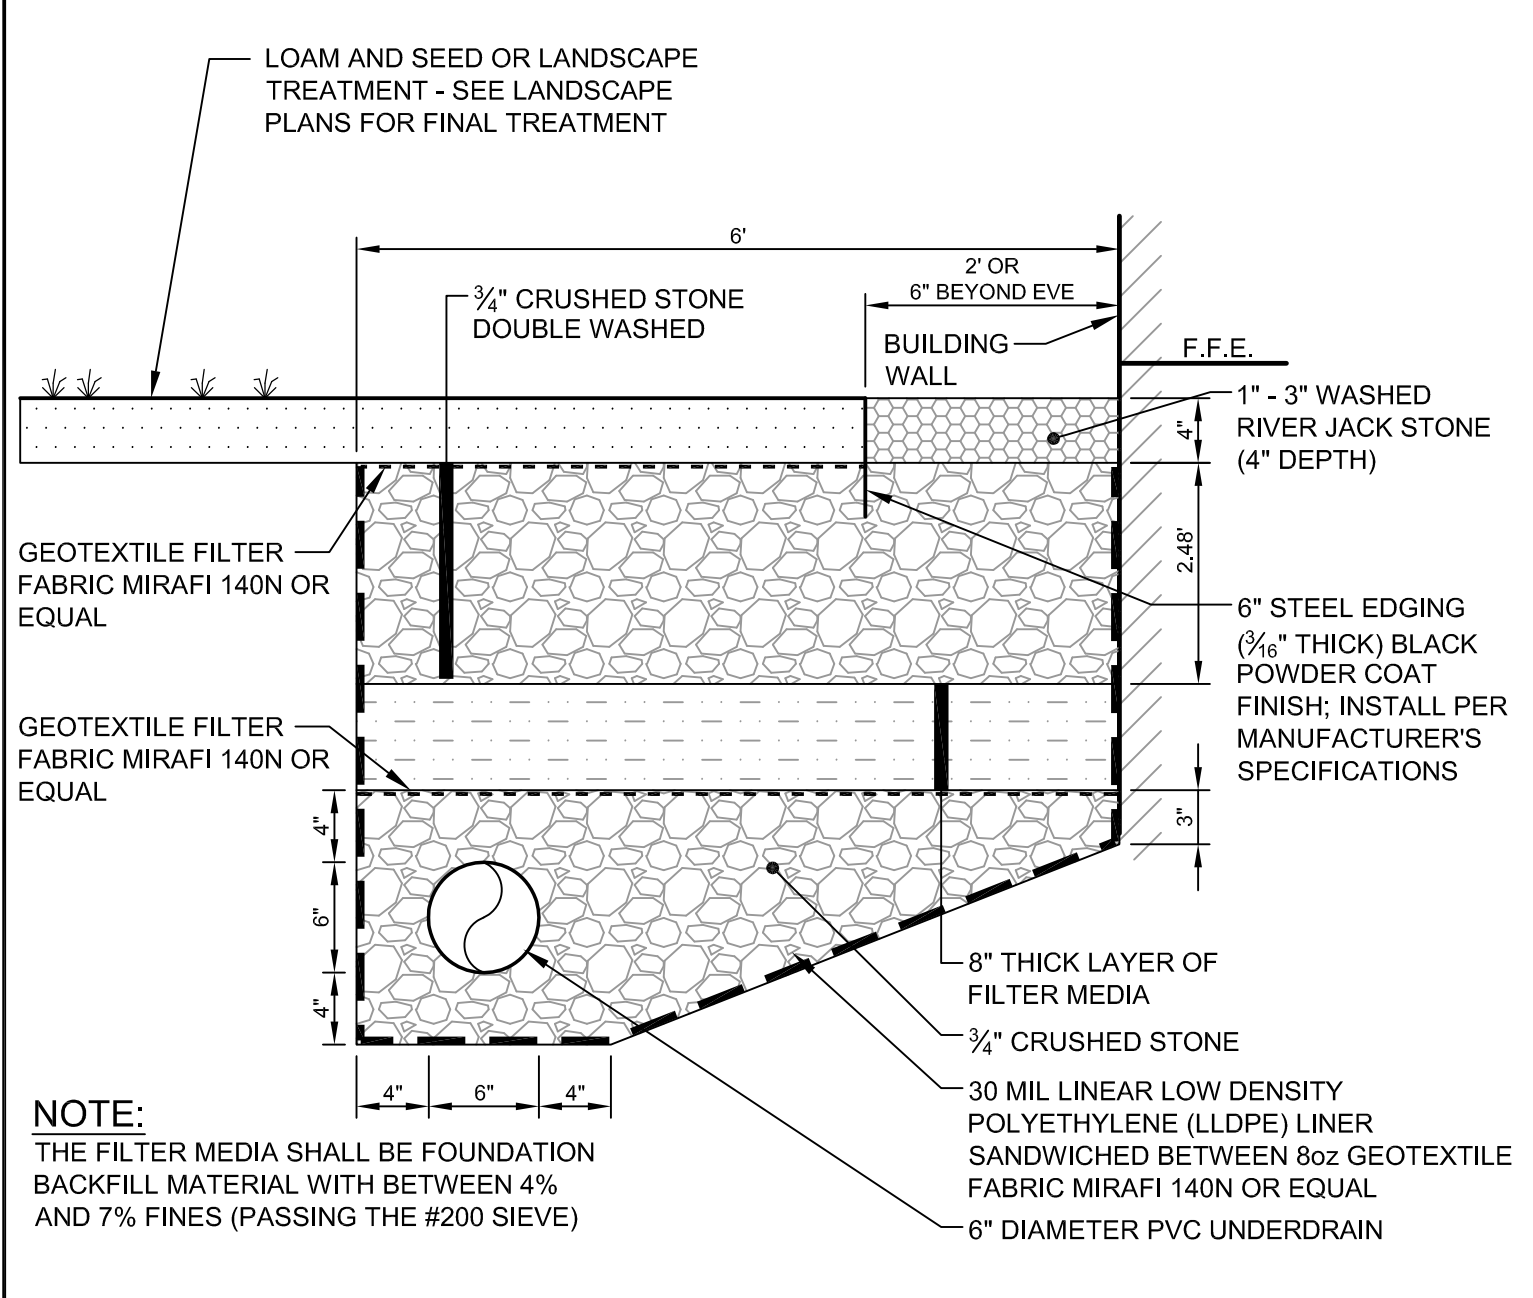 LOAM AND SEED OR LANDSCAPE
TREATMENT - SEE LANDSCAPE
PLANS FOR FINAL TREATMENT
6'
2' OR
6" BEYOND EVE
¾" CRUSHED STONE
DOUBLE WASHED
BUILDING
WALL
F.F.E.
1" - 3" WASHED
RIVER JACK STONE
(4" DEPTH)
4"
2.48'
GEOTEXTILE FILTER
FABRIC MIRAFI 140N OR
EQUAL
6" STEEL EDGING
(3⁄16" THICK) BLACK
POWDER COAT
FINISH; INSTALL PER
MANUFACTURER'S
SPECIFICATIONS
GEOTEXTILE FILTER
FABRIC MIRAFI 140N OR
EQUAL
4"
6"
4"
3"
8" THICK LAYER OF
FILTER MEDIA
¾" CRUSHED STONE
4"
6"
4"
30 MIL LINEAR LOW DENSITY
POLYETHYLENE (LLDPE) LINER
SANDWICHED BETWEEN 8oz GEOTEXTILE
FABRIC MIRAFI 140N OR EQUAL
6" DIAMETER PVC UNDERDRAIN
NOTE:
THE FILTER MEDIA SHALL BE FOUNDATION
BACKFILL MATERIAL WITH BETWEEN 4%
AND 7% FINES (PASSING THE #200 SIEVE)